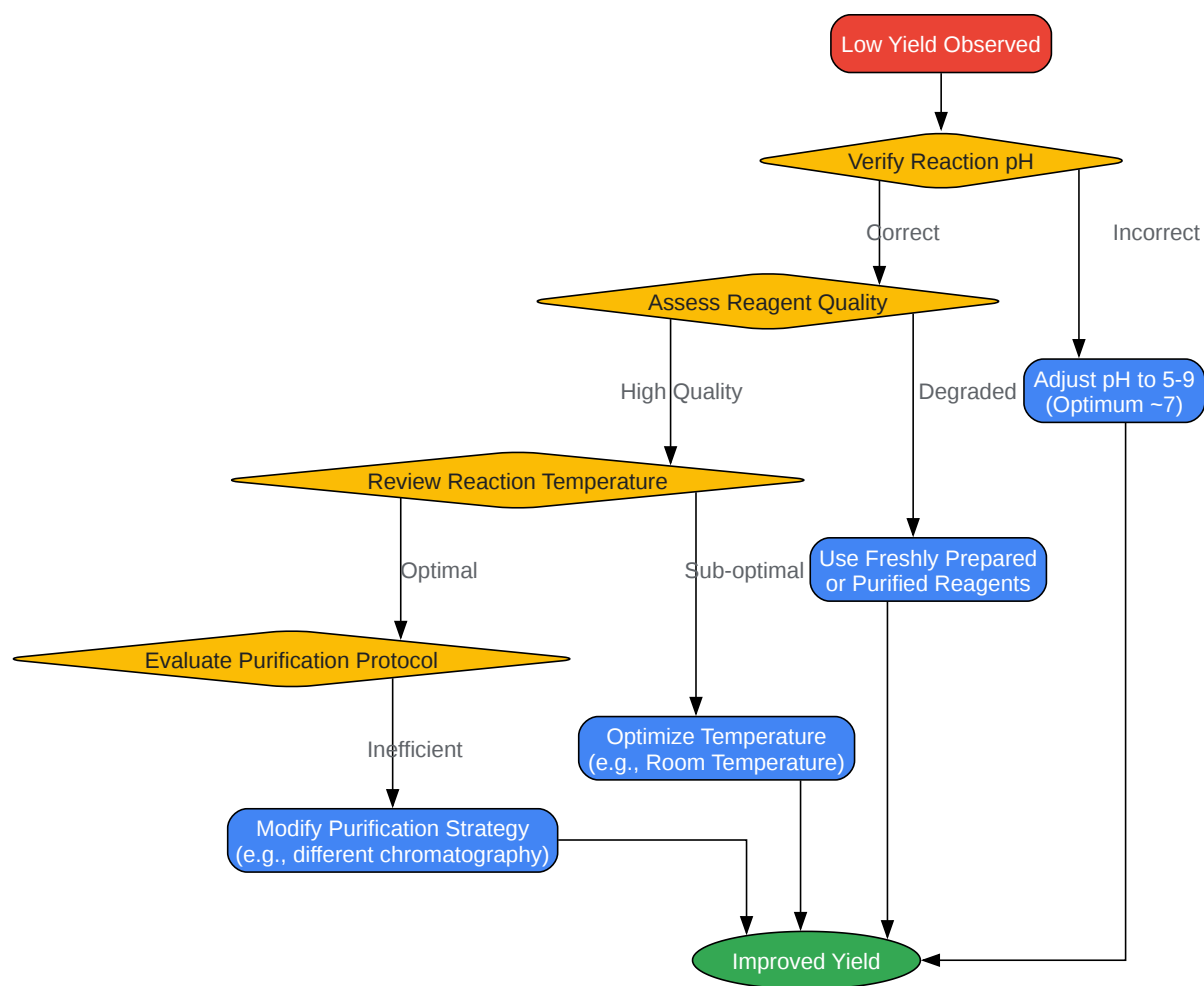 Low Yield Observed
Verify Reaction pH
Correct
Incorrect
Assess Reagent Quality
High Quality
Degraded
Adjust pH to 5-9
(Optimum ~7)
Review Reaction Temperature
Optimal
Sub-optimal
Use Freshly Prepared
or Purified Reagents
Evaluate Purification Protocol
Inefficient
Optimize Temperature
(e.g., Room Temperature)
Modify Purification Strategy
(e.g., different chromatography)
Improved Yield